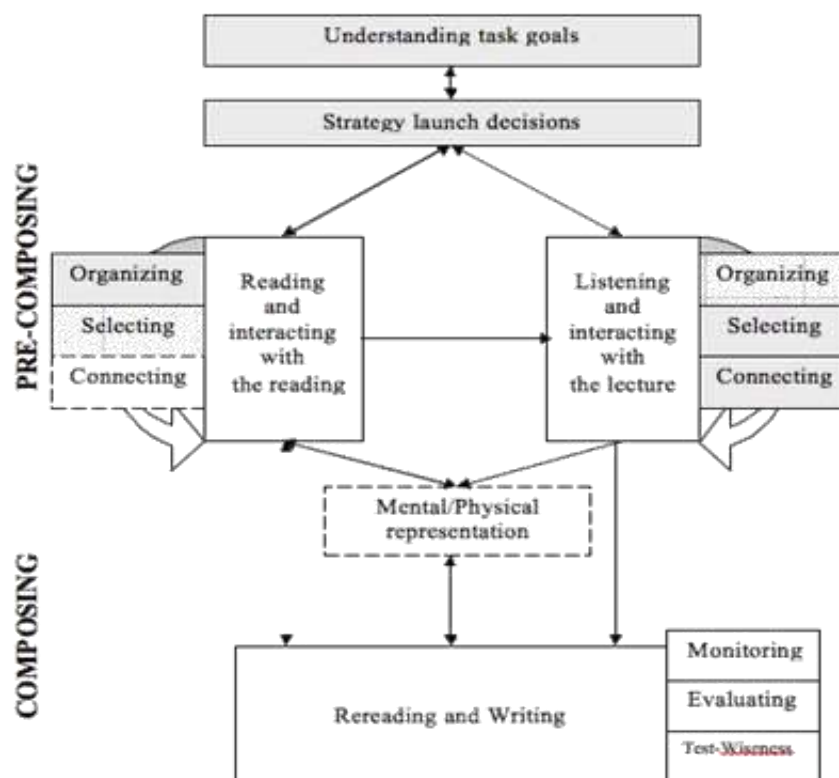 Understanding task goals
Strategy launch decisions
PRE-COMPOSING
Organizing
Selecting
Connecting
Reading
and
interacting
with
the reading
Listening
and
interacting
with
the lecture
Organizing
Selecting
Connecting
Mental/Physical
representation
COMPOSING
Rereading and Writing
Monitoring
Evaluating
Test-Wiseness